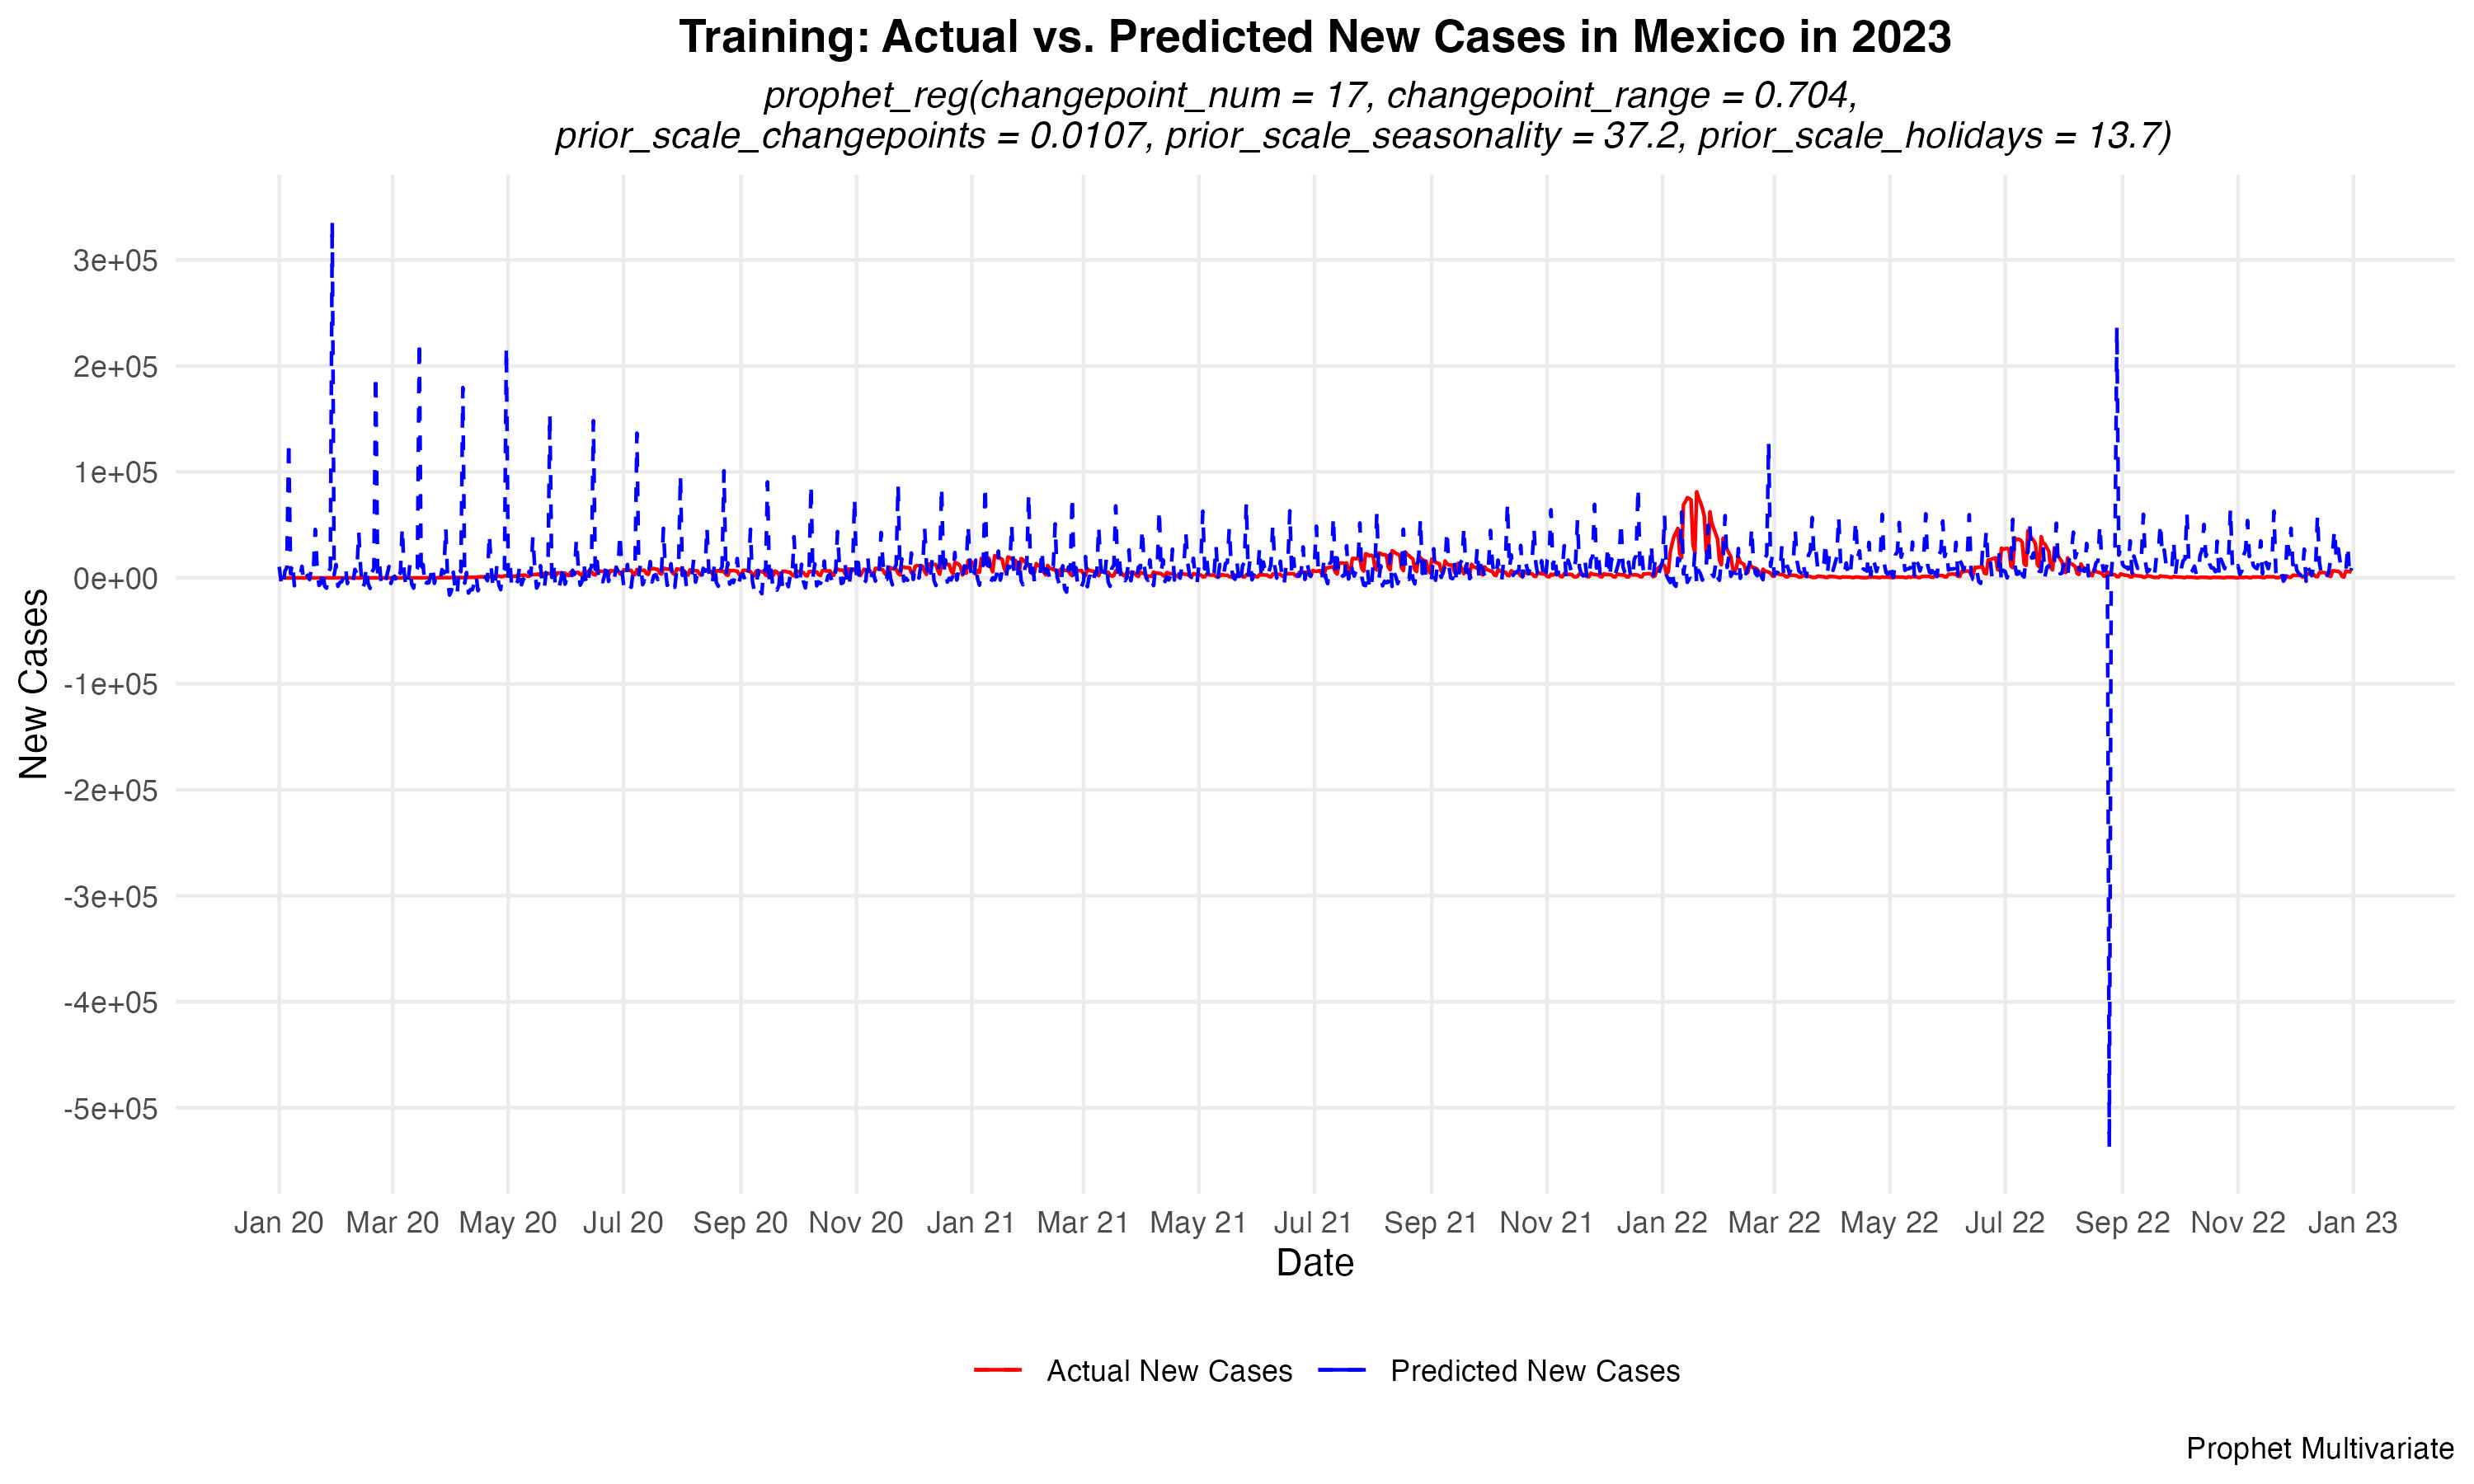 Training: Actual vs. Predicted New Cases in Mexico in 2023
prophet_reg(changepoint_num = 17, changepoint_range = 0.704,
prior_scale_changepoints = 0.0107, prior_scale_seasonality = 37.2, prior_scale_holidays = 13.7)
New Cases
3e+05
2e+05
1e+05
0e+00
-1e+05
-2e+05
-3e+05
-4e+05
-5e+05
Jan 20 Mar 20 May 20 Jul 20 Sep 20 Nov 20 Jan 21 Mar 21 May 21 Jul 21 Sep 21 Nov 21 Jan 22 Mar 22 May 22 Jul 22 Sep 22 Nov 22 Jan 23
Date
Actual New Cases Predicted New Cases
Prophet Multivariate